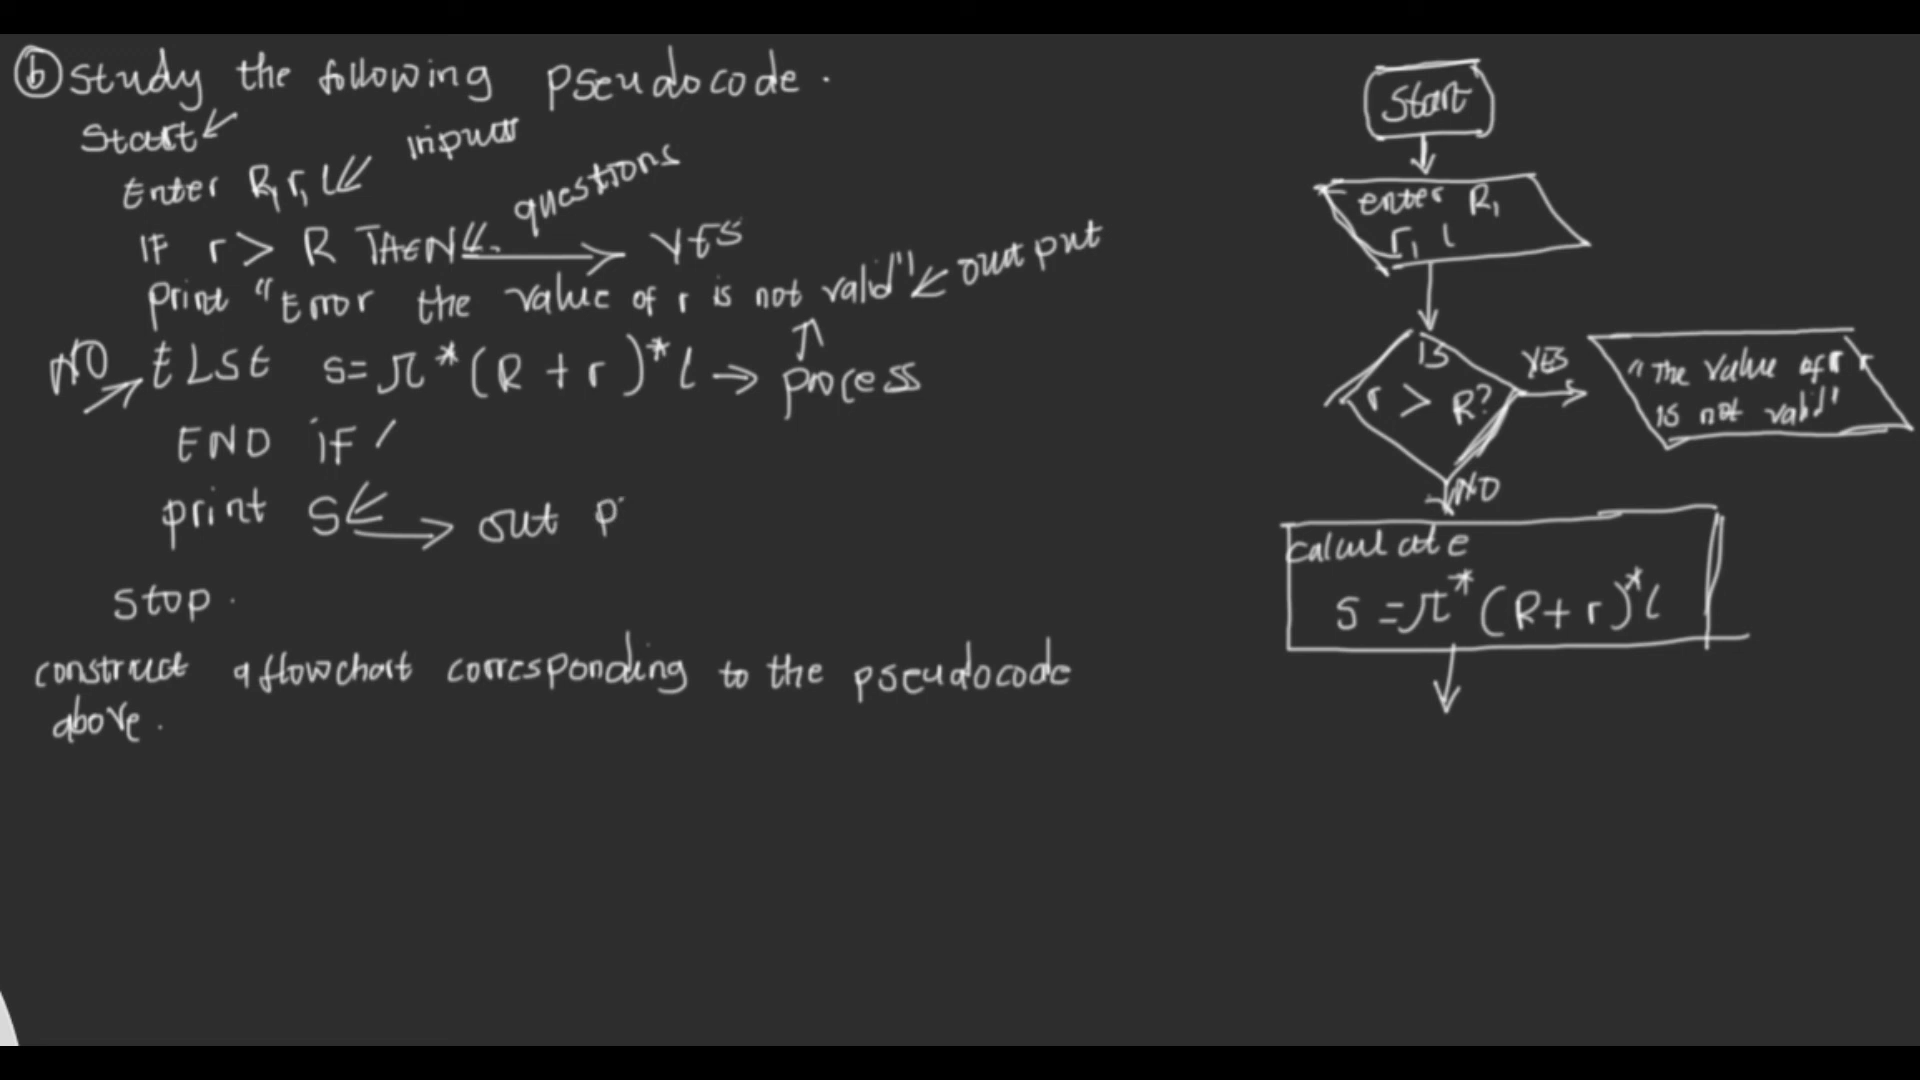 b Study the following pseudocode.
Start
Enter R, r, l input
IF r > R THEN questions YES
print "Error the value of r is not valid" output
NO ELSE S = π * (R + r) * l → process
END IF
print S → out p
Stop.
construct a flowchart corresponding to the pseudocode
above.
Start
enter R,
r, l
is
r > R?
YES
"The value of r r
is not valid"
NO
calculate
S = π * (R + r) * l